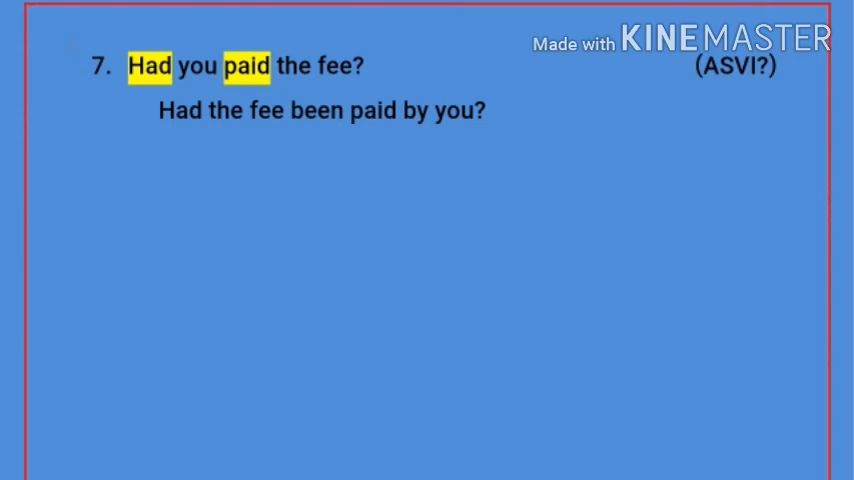 Made with KINEMASTER
7. Had you paid the fee? (ASVI?)
Had the fee been paid by you?